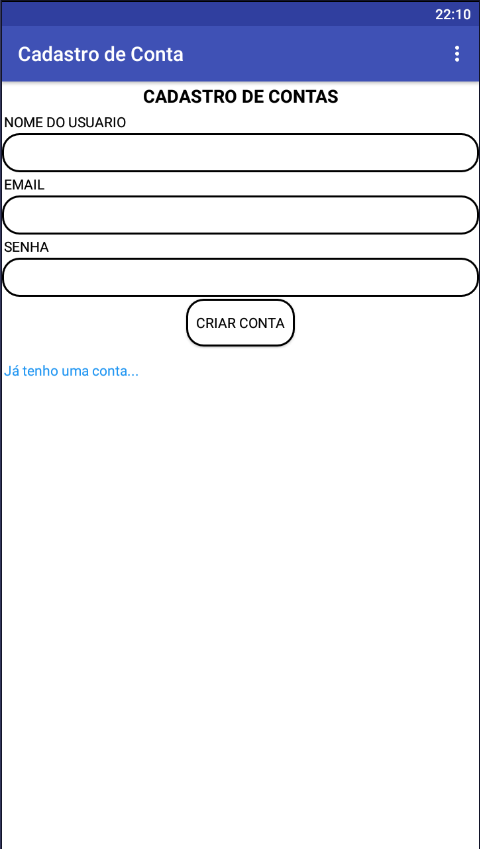 22:10
Cadastro de Conta
CADASTRO DE CONTAS
NOME DO USUARIO
EMAIL
SENHA
CRIAR CONTA
Já tenho uma conta...